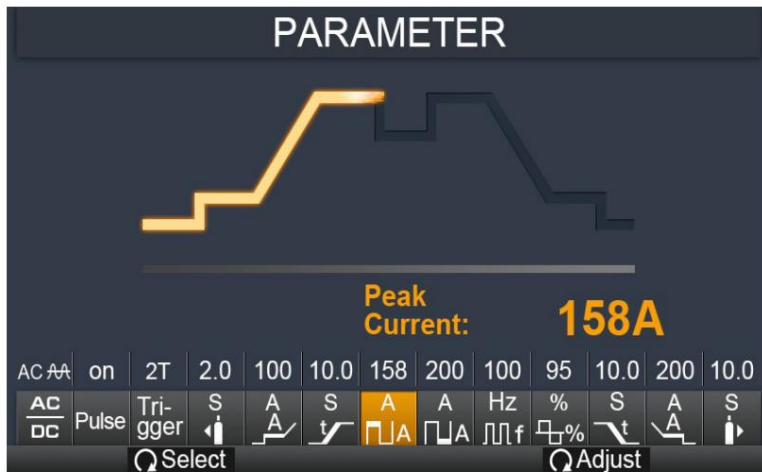 PARAMETER
Peak
Current: 158A
AC on 2T 2.0 100 10.0 158 200 100 95 10.0 200 10.0
AC
DC Pulse Tri-
gger S A
A S
t A
A A
A Hz
f %
% S
t A
A S
Select Adjust